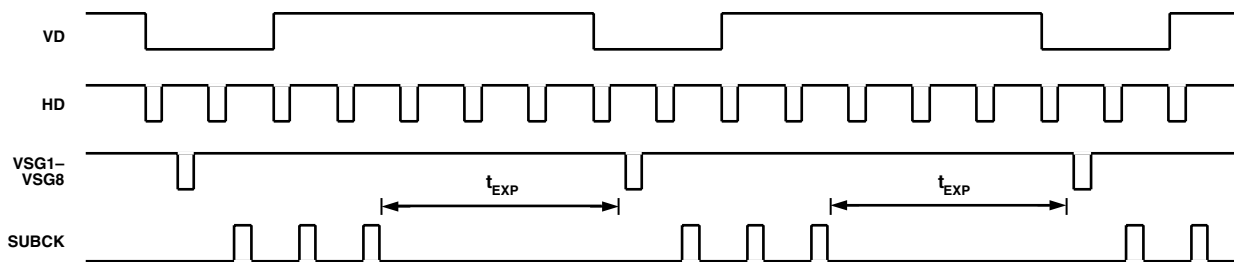 VD
HD
VSG1–
VSG8
tEXP
tEXP
SUBCK